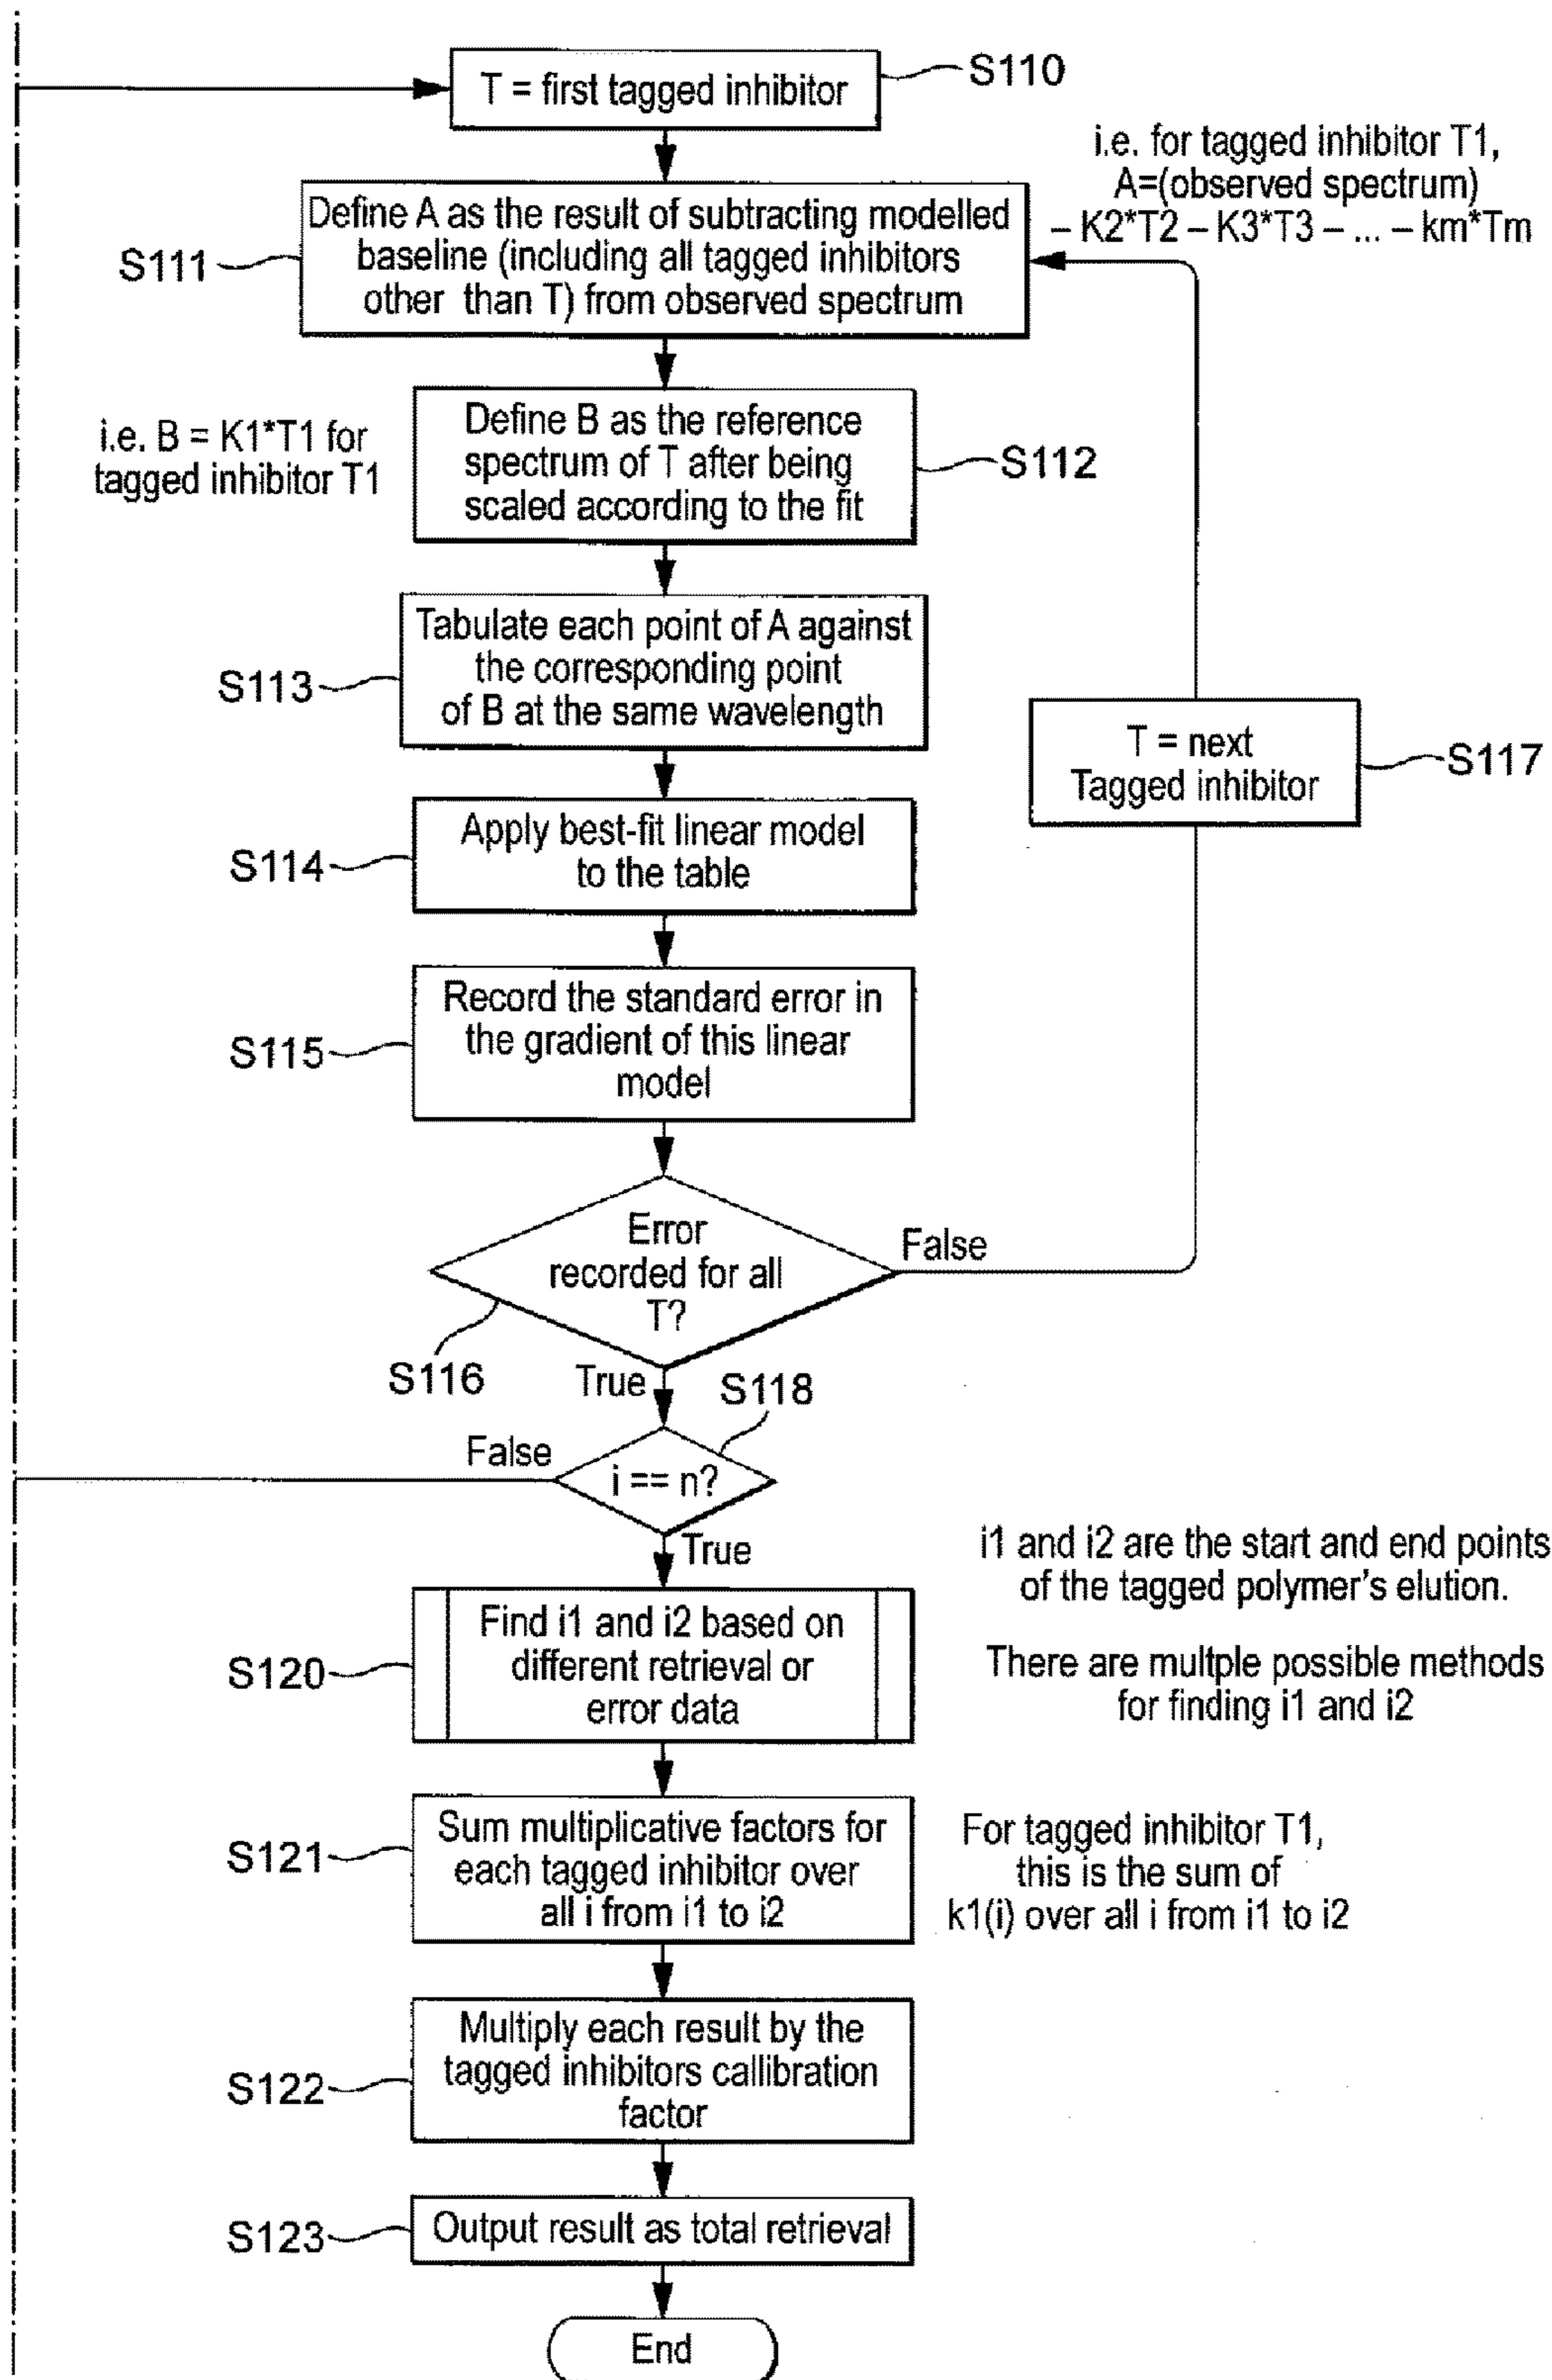 T = first tagged inhibitor
S110
i.e. for tagged inhibitor T1,
A=(observed spectrum)
– K2*T2 – K3*T3 – ... – km*Tm
Define A as the result of subtracting modelled
baseline (including all tagged inhibitors
other than T) from observed spectrum
S111
i.e. B = K1*T1 for
tagged inhibitor T1
Define B as the reference
spectrum of T after being
scaled according to the fit
S112
Tabulate each point of A against
the corresponding point
of B at the same wavelength
S113
T = next
Tagged inhibitor
S117
Apply best-fit linear model
to the table
S114
Record the standard error in
the gradient of this linear
model
S115
Error
recorded for all
T?
False
S116
True
S118
False
i == n?
True
i1 and i2 are the start and end points
of the tagged polymer's elution.
There are multple possible methods
for finding i1 and i2
Find i1 and i2 based on
different retrieval or
error data
S120
Sum multiplicative factors for
each tagged inhibitor over
all i from i1 to i2
S121
For tagged inhibitor T1,
this is the sum of
k1(i) over all i from i1 to i2
Multiply each result by the
tagged inhibitors callibration
factor
S122
Output result as total retrieval
S123
End